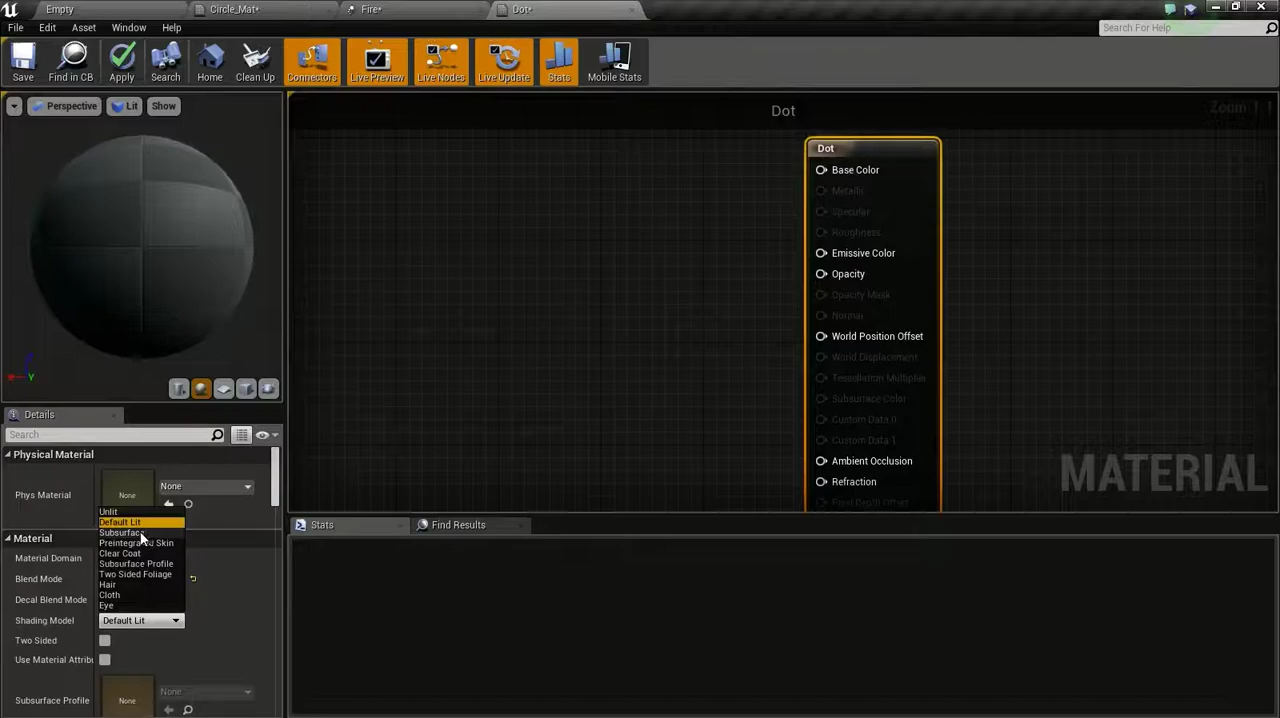 Empty
Circle_Mat*
Fire*
Dot*
File Edit Asset Window Help
Search For Help
Save
Find in CB
Apply
Search
Home
Clean Up
Connectors
Live Preview
Live Nodes
Live Update
Stats
Mobile Stats
Perspective
Lit
Show
Dot
Zoom 1:1
Dot
Base Color
Metallic
Specular
Roughness
Emissive Color
Opacity
Opacity Mask
Normal
World Position Offset
World Displacement
Tessellation Multiplier
Subsurface Color
Custom Data 0
Custom Data 1
Ambient Occlusion
Refraction
Pixel Depth Offset
MATERIAL
Details
Search
Physical Material
Phys Material
None
None
Unlit
Default Lit
Subsurface
Preintegrated Skin
Clear Coat
Subsurface Profile
Two Sided Foliage
Hair
Cloth
Eye
Material
Material Domain
Blend Mode
Decal Blend Mode
Shading Model
Default Lit
Two Sided
Use Material Attribu
Subsurface Profile
None
None
Stats
Find Results